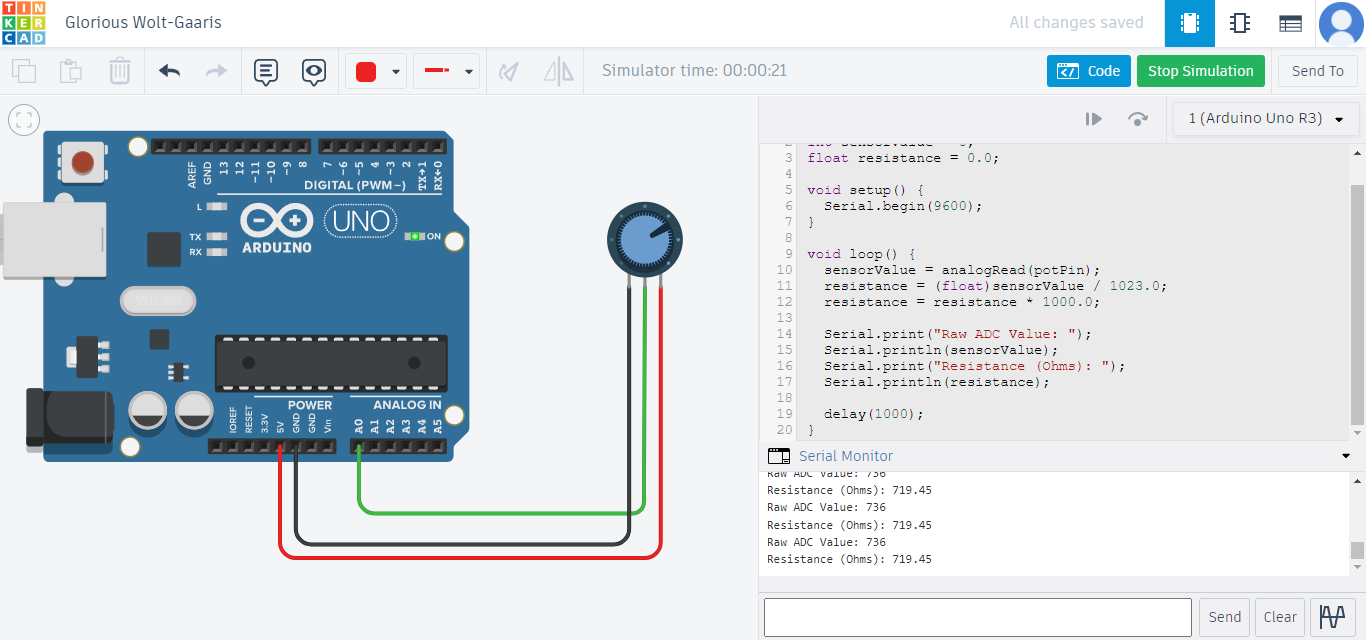 TIN
KER
CAD
Glorious Wolt-Gaaris
All changes saved
Simulator time: 00:00:21
Code
Stop Simulation
Send To
1 (Arduino Uno R3)
AREF
GND
13
12
~11
~10
~9
8
7
~6
~5
4
~3
2
TX→1
RX←0
DIGITAL (PWM~)
L
TX
RX
UNO
ARDUINO
ON
POWER
ANALOG IN
IOREF
RESET
3.3V
5V
GND
GND
Vin
A0
A1
A2
A3
A4
A5
3 float resistance = 0.0;
4
5 void setup() {
6 Serial.begin(9600);
7 }
8
9 void loop() {
10 sensorValue = analogRead(potPin);
11 resistance = (float)sensorValue / 1023.0;
12 resistance = resistance * 1000.0;
13
14 Serial.print("Raw ADC Value: ");
15 Serial.println(sensorValue);
16 Serial.print("Resistance (Ohms): ");
17 Serial.println(resistance);
18
19 delay(1000);
20 }
Serial Monitor
Raw ADC Value: 736
Resistance (Ohms): 719.45
Raw ADC Value: 736
Resistance (Ohms): 719.45
Raw ADC Value: 736
Resistance (Ohms): 719.45
Send
Clear